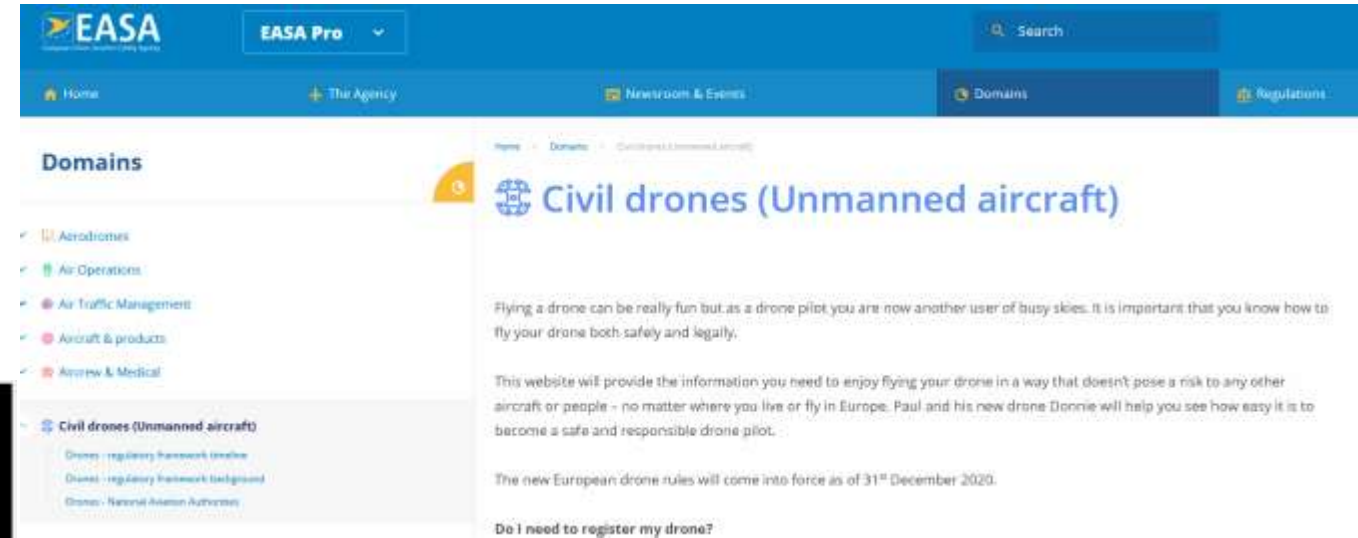 EASA
EASA Pro
Search
Home
The Agency
Newsroom & Events
Domains
Regulations
Domains
Home
Domains
Civil drones (Unmanned aircraft)
Civil drones (Unmanned aircraft)
Aerodromes
Air Operations
Air Traffic Management
Aircraft & products
Aircrew & Medical
Civil drones (Unmanned aircraft)
Drones - regulatory framework timeline
Drones - regulatory framework background
Drones - National Aviation Authorities
Flying a drone can be really fun but as a drone pilot you are now another user of busy skies. It is important that you know how to
fly your drone both safely and legally.
This website will provide the information you need to enjoy flying your drone in a way that doesn't pose a risk to any other
aircraft or people – no matter where you live or fly in Europe. Paul and his new drone Donnie will help you see how easy it is to
become a safe and responsible drone pilot.
The new European drone rules will come into force as of 31st December 2020.
Do I need to register my drone?